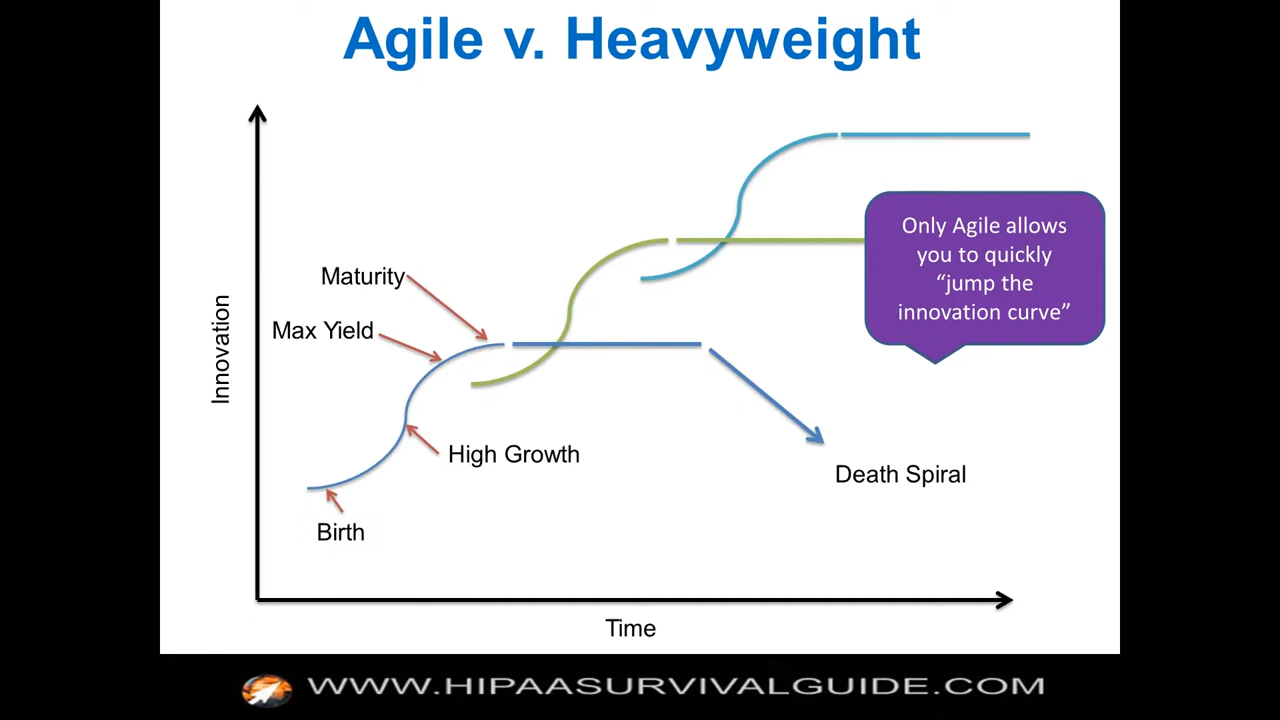 Agile v. Heavyweight
Only Agile allows
you to quickly
“jump the
innovation curve”
Maturity
Max Yield
Innovation
High Growth
Death Spiral
Birth
Time
WWW.HIPAASURVIVALGUIDE.COM